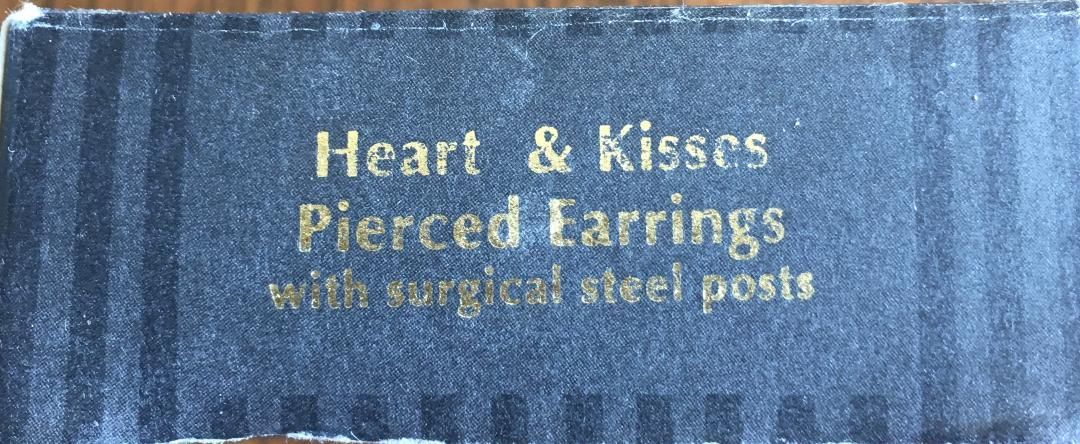 Heart & Kisses
Pierced Earrings
with surgical steel posts